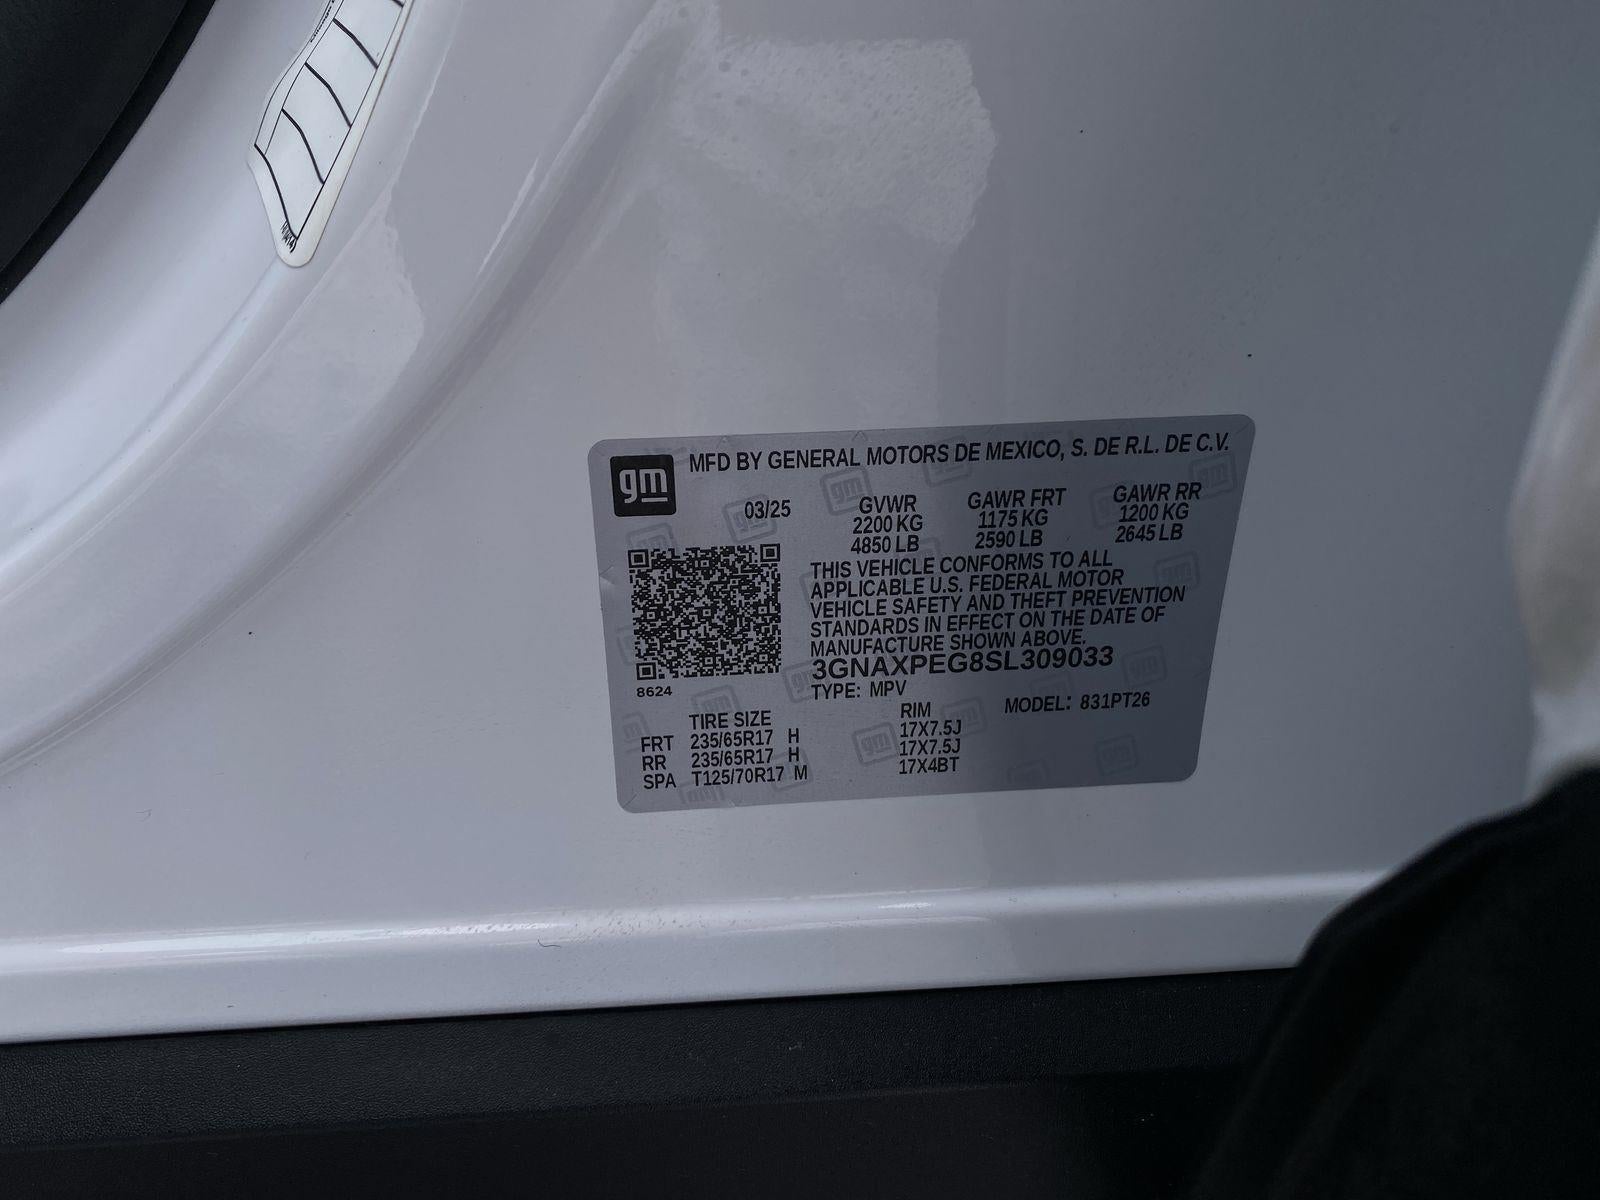 gm
MFD BY GENERAL MOTORS DE MEXICO, S. DE R.L. DE C.V.
03/25 GVWR GAWR FRT GAWR RR
2200 KG 1175 KG 1200 KG
4850 LB 2590 LB 2645 LB
THIS VEHICLE CONFORMS TO ALL
APPLICABLE U.S. FEDERAL MOTOR
VEHICLE SAFETY AND THEFT PREVENTION
STANDARDS IN EFFECT ON THE DATE OF
MANUFACTURE SHOWN ABOVE.
3GNAXPEG8SL309033
8624
TYPE: MPV MODEL: 831PT26
TIRE SIZE RIM
FRT 235/65R17 H 17X7.5J
RR 235/65R17 H 17X7.5J
SPA T125/70R17 M 17X4BT